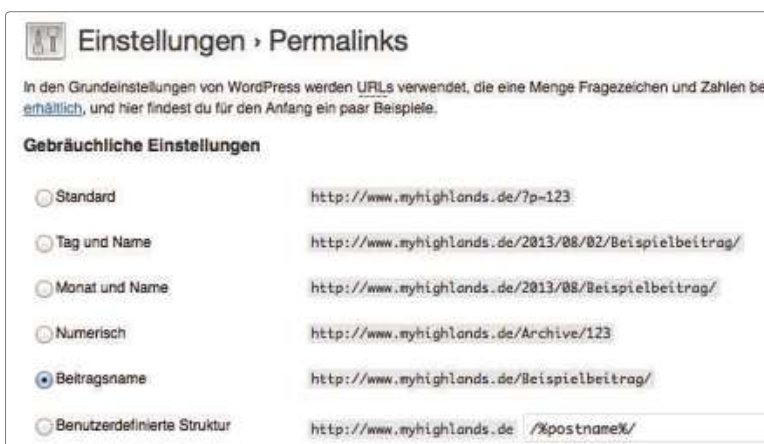 Einstellungen › Permalinks
In den Grundeinstellungen von WordPress werden URLs verwendet, die eine Menge Fragezeichen und Zahlen be
erhältlich, und hier findest du für den Anfang ein paar Beispiele.
Gebräuchliche Einstellungen
Standard http://www.myhighlands.de/?p=123
Tag und Name http://www.myhighlands.de/2013/08/02/Beispielbeitrag/
Monat und Name http://www.myhighlands.de/2013/08/Beispielbeitrag/
Numerisch http://www.myhighlands.de/Archive/123
Beitragsname http://www.myhighlands.de/Beispielbeitrag/
Benutzerdefinierte Struktur http://www.myhighlands.de /%postname%/